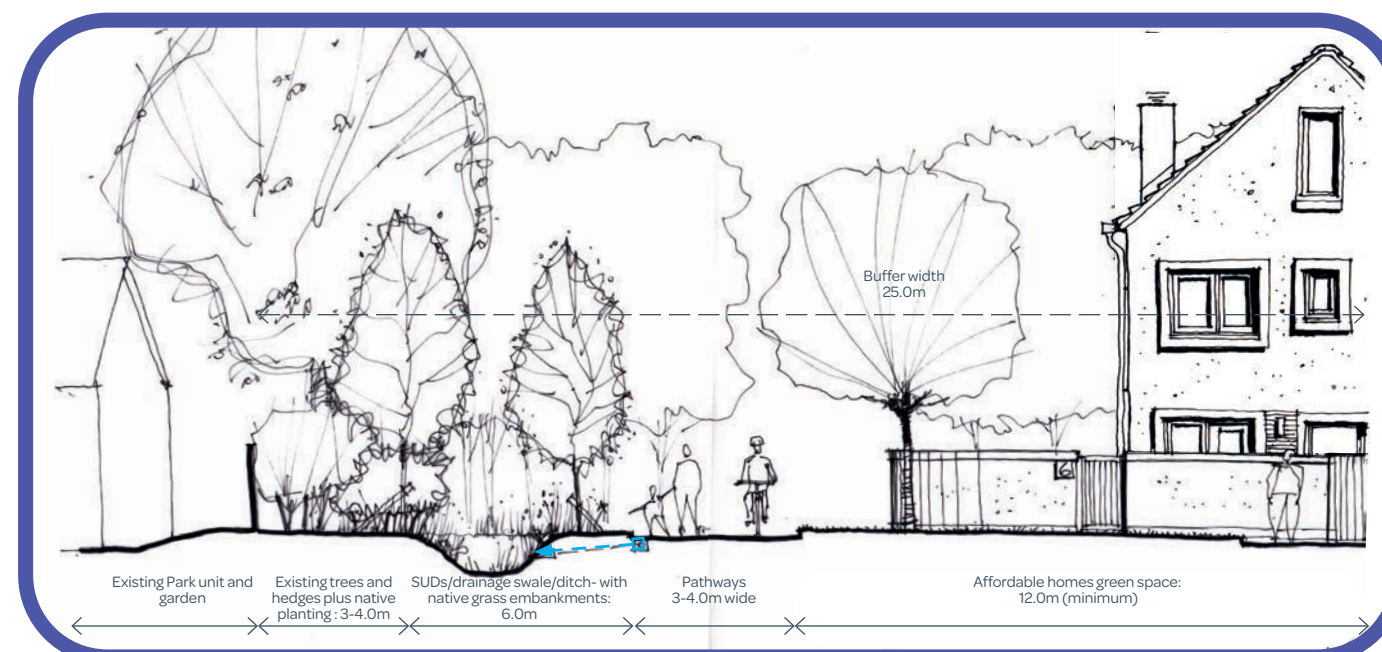 Buffer width
25.0m
Existing Park unit and
garden
Existing trees and
hedges plus native
planting : 3-4.0m
SUDs/drainage swale/ditch- with
native grass embankments:
6.0m
Pathways
3-4.0m wide
Affordable homes green space:
12.0m (minimum)